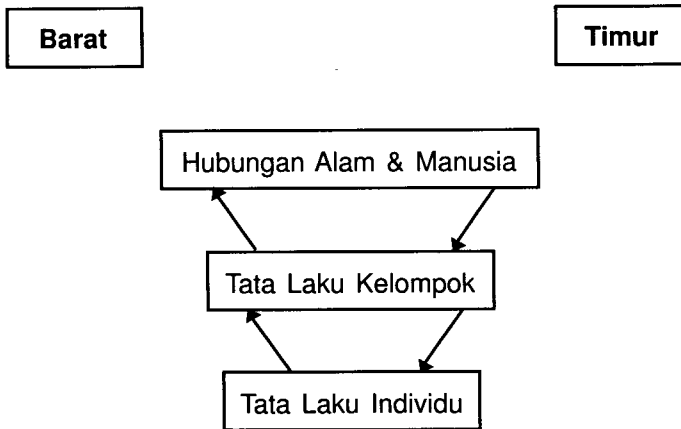 Barat
Timur
Hubungan Alam & Manusia
Tata Laku Kelompok
Tata Laku Individu